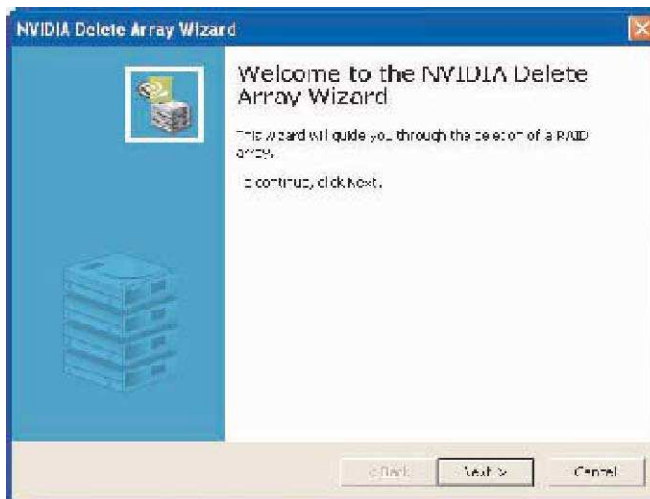 NVIDIA Delete Array Wizard
Welcome to the NVIDIA Delete
Array Wizard
This wizard will guide you through the deletion of a RAID
array.
To continue, click Next.
< Back
Next >
Cancel